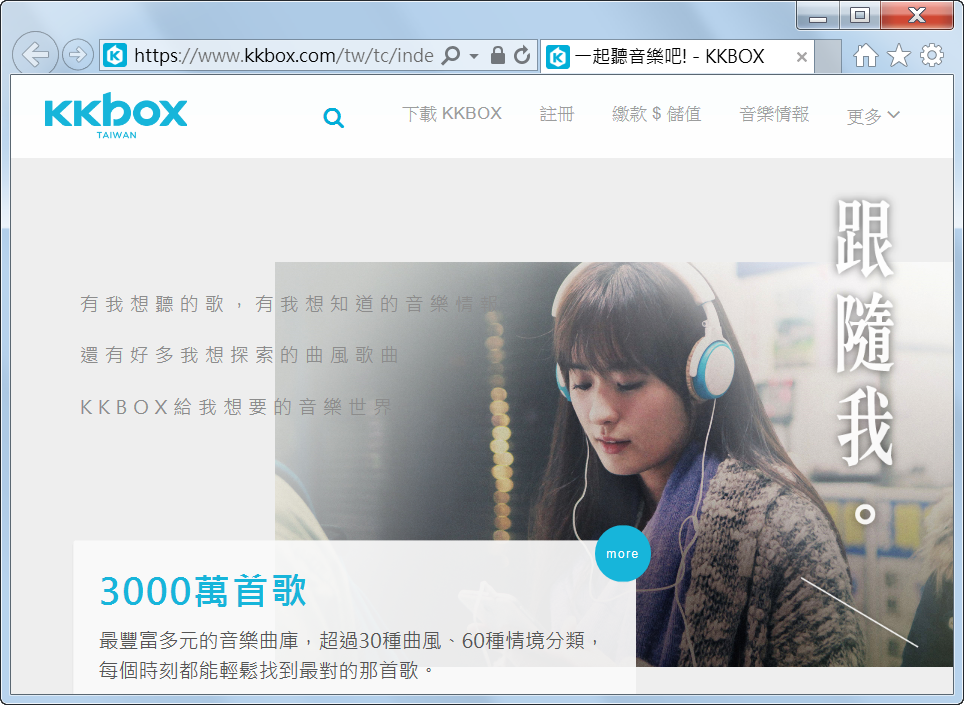 https://www.kkbox.com/tw/tc/inde
一起聽音樂吧! - KKBOX
KKBOX
TAIWAN
下載 KKBOX
註冊
繳款 $ 儲值
音樂情報
更多
跟隨我。
有我想聽的歌，有我想知道的音樂情報
還有好多我想探索的曲風歌曲
KKBOX給我想要的音樂世界
more
3000萬首歌
最豐富多元的音樂曲庫，超過30種曲風、60種情境分類，
每個時刻都能輕鬆找到最對的那首歌。